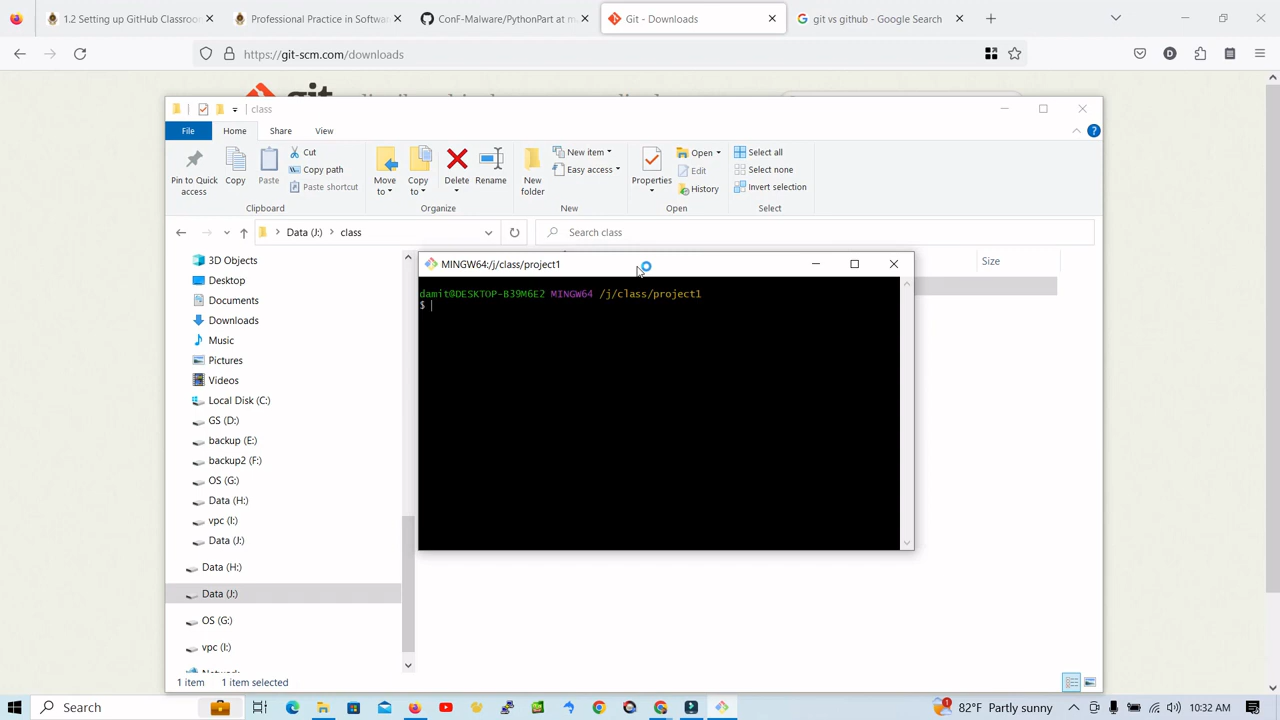 1.2 Setting up GitHub Classroo
Professional Practice in Softwa
ConF-Malware/PythonPart at m
Git - Downloads
git vs github - Google Search
https://git-scm.com/downloads
D
git
class
File
Home
Share
View
Pin to Quick access
Copy
Paste
Cut
Copy path
Paste shortcut
Move to
Copy to
Delete
Rename
New folder
New item
Easy access
Properties
Open
Edit
History
Select all
Select none
Invert selection
Clipboard
Organize
New
Open
Select
Data (J:)
class
Search class
3D Objects
Desktop
Documents
Downloads
Music
Pictures
Videos
Local Disk (C:)
GS (D:)
backup (E:)
backup2 (F:)
OS (G:)
Data (H:)
vpc (I:)
Data (J:)
Data (H:)
Data (J:)
OS (G:)
vpc (I:)
Size
MINGW64:/j/class/project1
damit@DESKTOP-B39M6E2 MINGW64 /j/class/project1
$
1 item
1 item selected
Search
82°F Partly sunny
10:32 AM